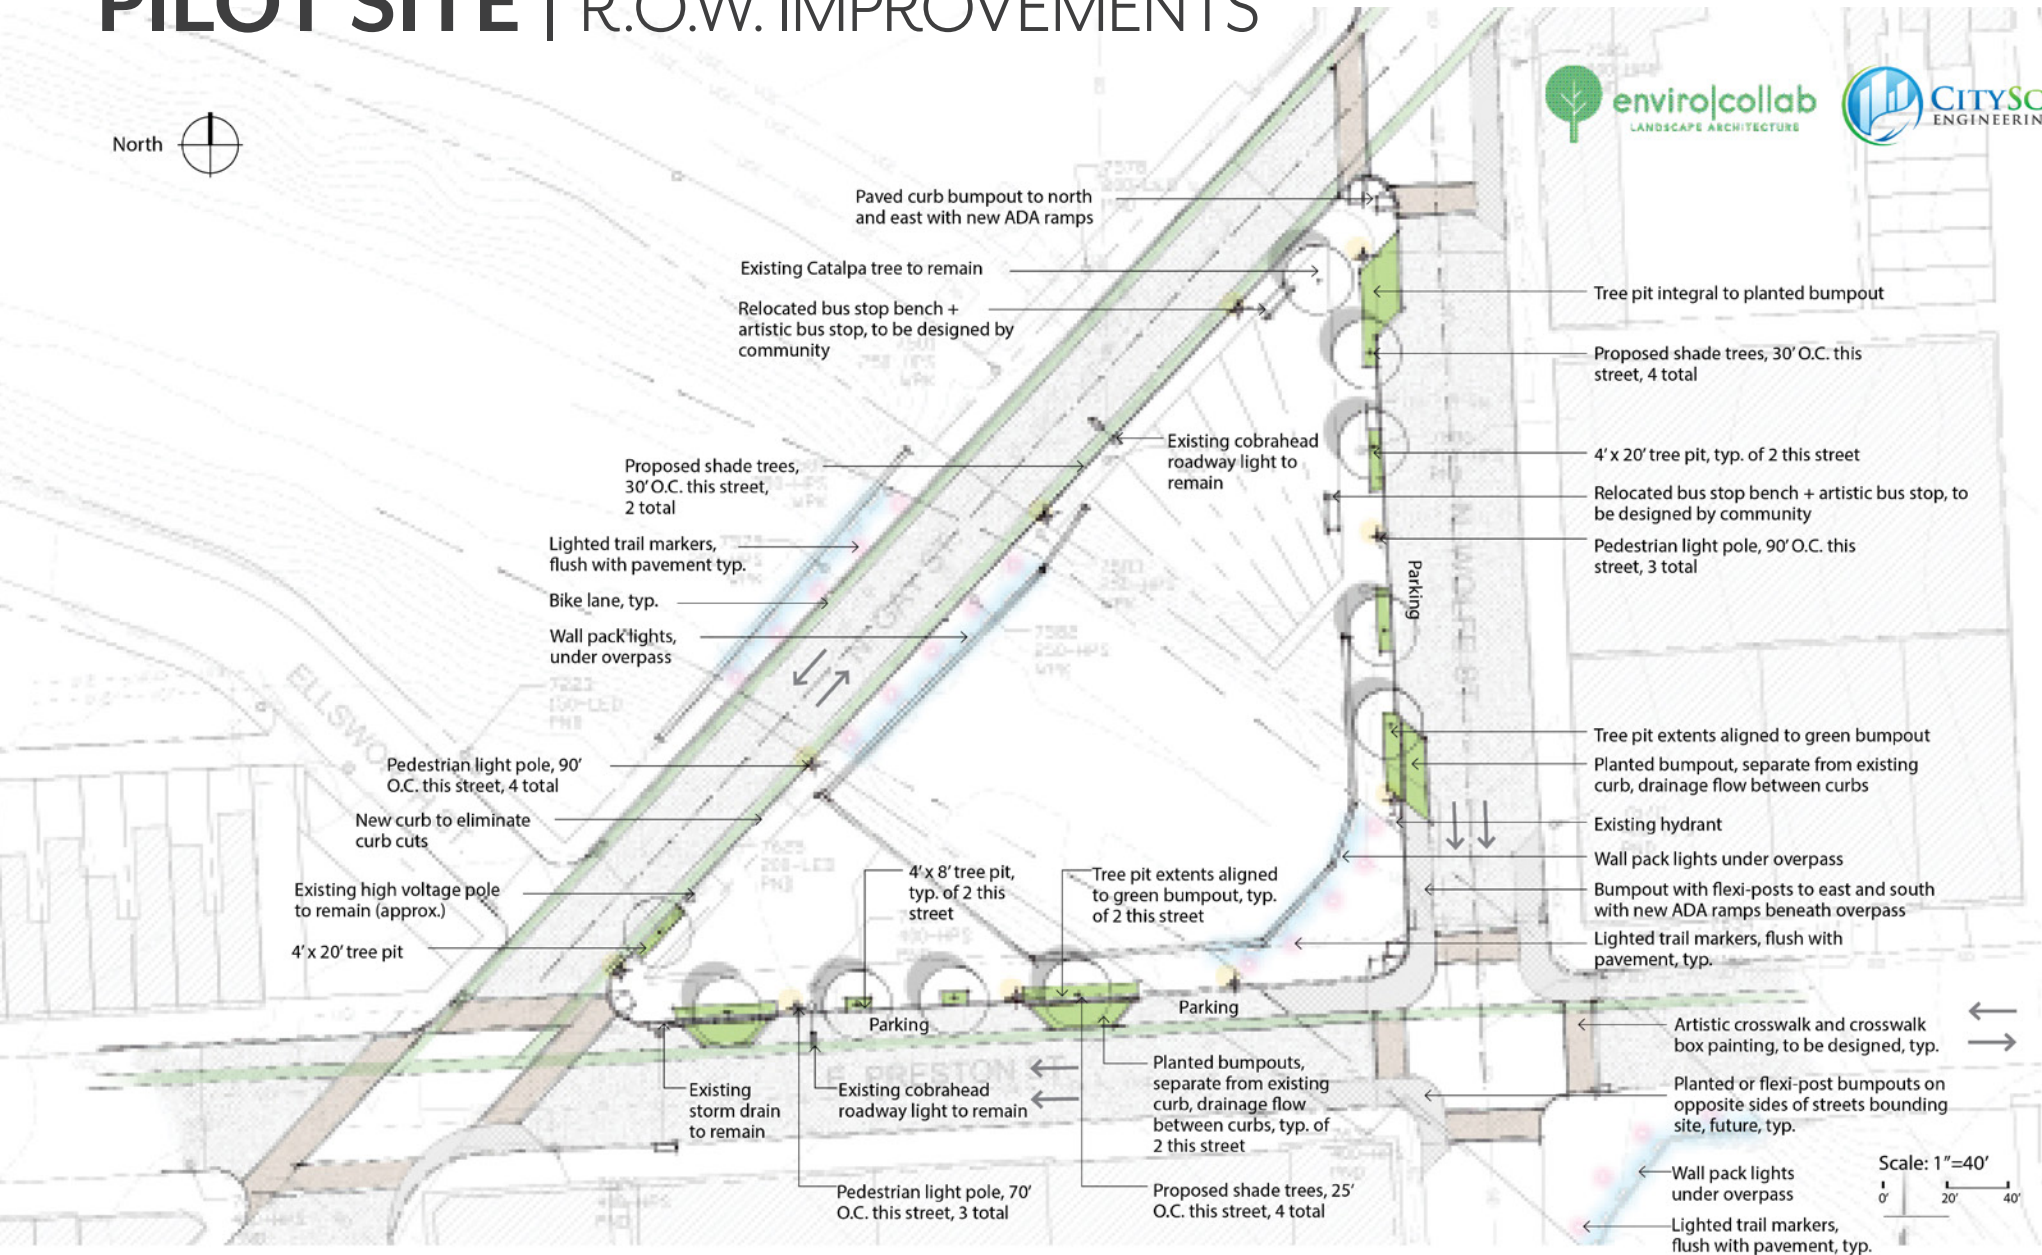 PILOT SITE | R.O.W. IMPROVEMENTS
North
enviro|collab
LANDSCAPE ARCHITECTURE
CITYSC
ENGINEERIN
Paved curb bumpout to north
and east with new ADA ramps
Existing Catalpa tree to remain
Relocated bus stop bench +
artistic bus stop, to be designed by
community
Existing cobrahead
roadway light to
remain
Proposed shade trees,
30' O.C. this street,
2 total
Lighted trail markers,
flush with pavement typ.
Bike lane, typ.
Wall pack lights,
under overpass
Pedestrian light pole, 90'
O.C. this street, 4 total
New curb to eliminate
curb cuts
Existing high voltage pole
to remain (approx.)
4' x 20' tree pit
4' x 8' tree pit,
typ. of 2 this
street
Tree pit extents aligned
to green bumpout, typ.
of 2 this street
Tree pit integral to planted bumpout
Proposed shade trees, 30' O.C. this
street, 4 total
4' x 20' tree pit, typ. of 2 this street
Relocated bus stop bench + artistic bus stop, to
be designed by community
Pedestrian light pole, 90' O.C. this
street, 3 total
Parking
Tree pit extents aligned to green bumpout
Planted bumpout, separate from existing
curb, drainage flow between curbs
Existing hydrant
Wall pack lights under overpass
Bumpout with flexi-posts to east and south
with new ADA ramps beneath overpass
Lighted trail markers, flush with
pavement, typ.
Parking
Parking
ELLSWORTH ST
E. PRESTON ST.
N WOLFE ST
Existing
storm drain
to remain
Existing cobrahead
roadway light to remain
Planted bumpouts,
separate from existing
curb, drainage flow
between curbs, typ. of
2 this street
Pedestrian light pole, 70'
O.C. this street, 3 total
Proposed shade trees, 25'
O.C. this street, 4 total
Artistic crosswalk and crosswalk
box painting, to be designed, typ.
Planted or flexi-post bumpouts on
opposite sides of streets bounding
site, future, typ.
Wall pack lights
under overpass
Lighted trail markers,
flush with pavement, typ.
Scale: 1"=40'
0' 20' 40'